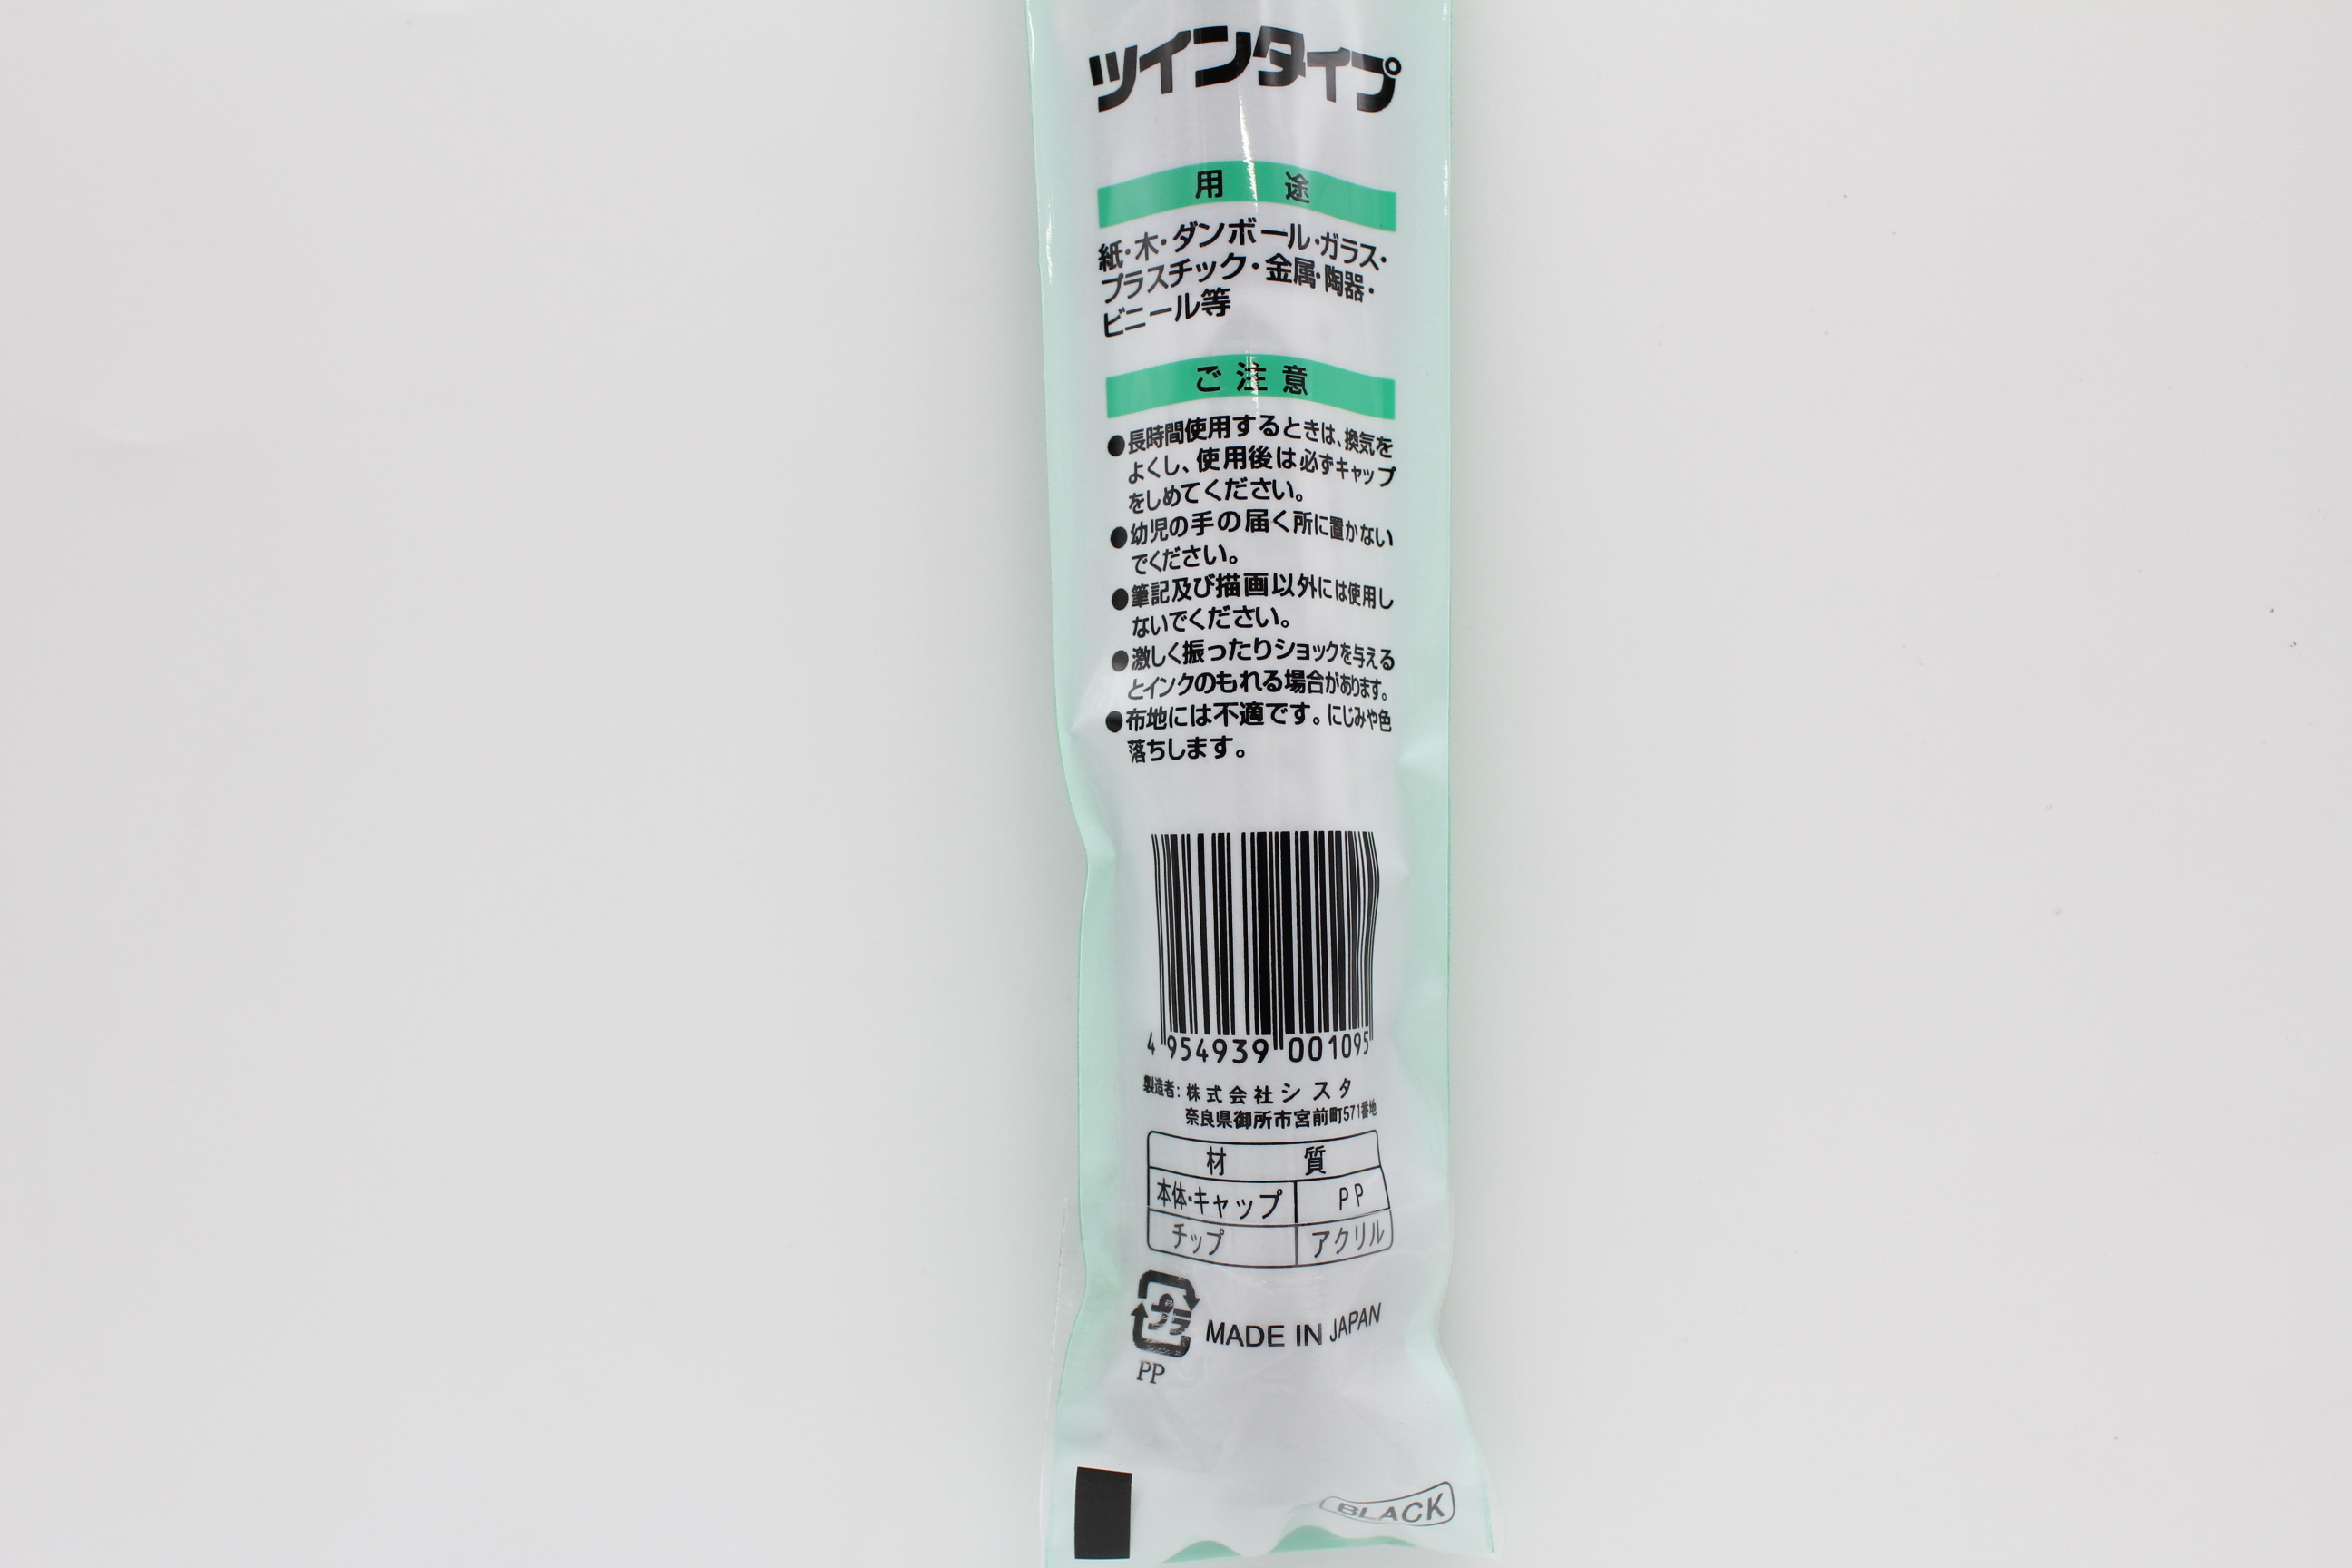 ツインタイプ
用途
紙・木・ダンボール・ガラス・
プラスチック・金属・陶器・
ビニール等
ご注意
●長時間使用するときは、換気を
よくし、使用後は必ずキャップ
をしめてください。
●幼児の手の届く所に置かない
でください。
●筆記及び描画以外には使用し
ないでください。
●激しく振ったりショックを与える
とインクのもれる場合があります。
●布地には不適です。にじみや色
落ちします。
4 954939 001095
製造者:株式会社シスタ
奈良県御所市宮前町571番地
材質
本体・キャップ PP
チップ アクリル
プラ
MADE IN JAPAN
PP
BLACK